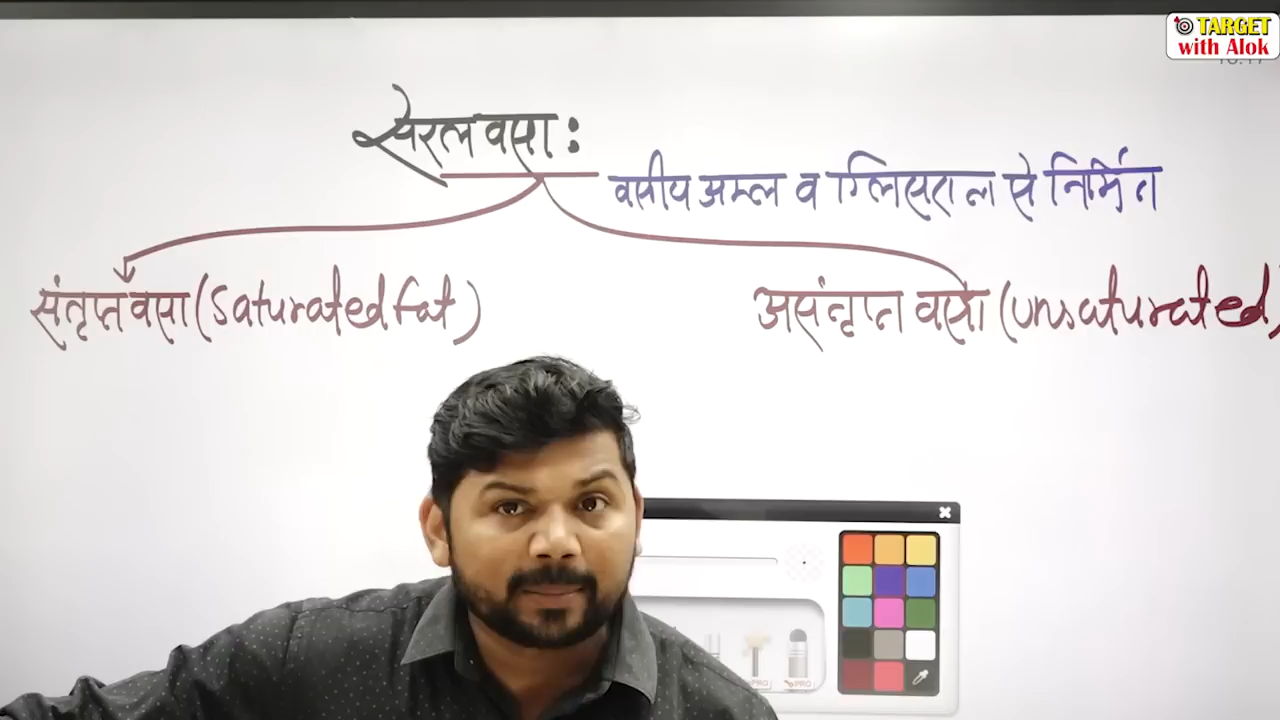 TARGET
with Alok
सरल वसा :
वसीय अम्ल व ग्लिसराल से निर्मित
संतृप्त वसा (Saturated fat)
असंतृप्त वसा (unsaturated)